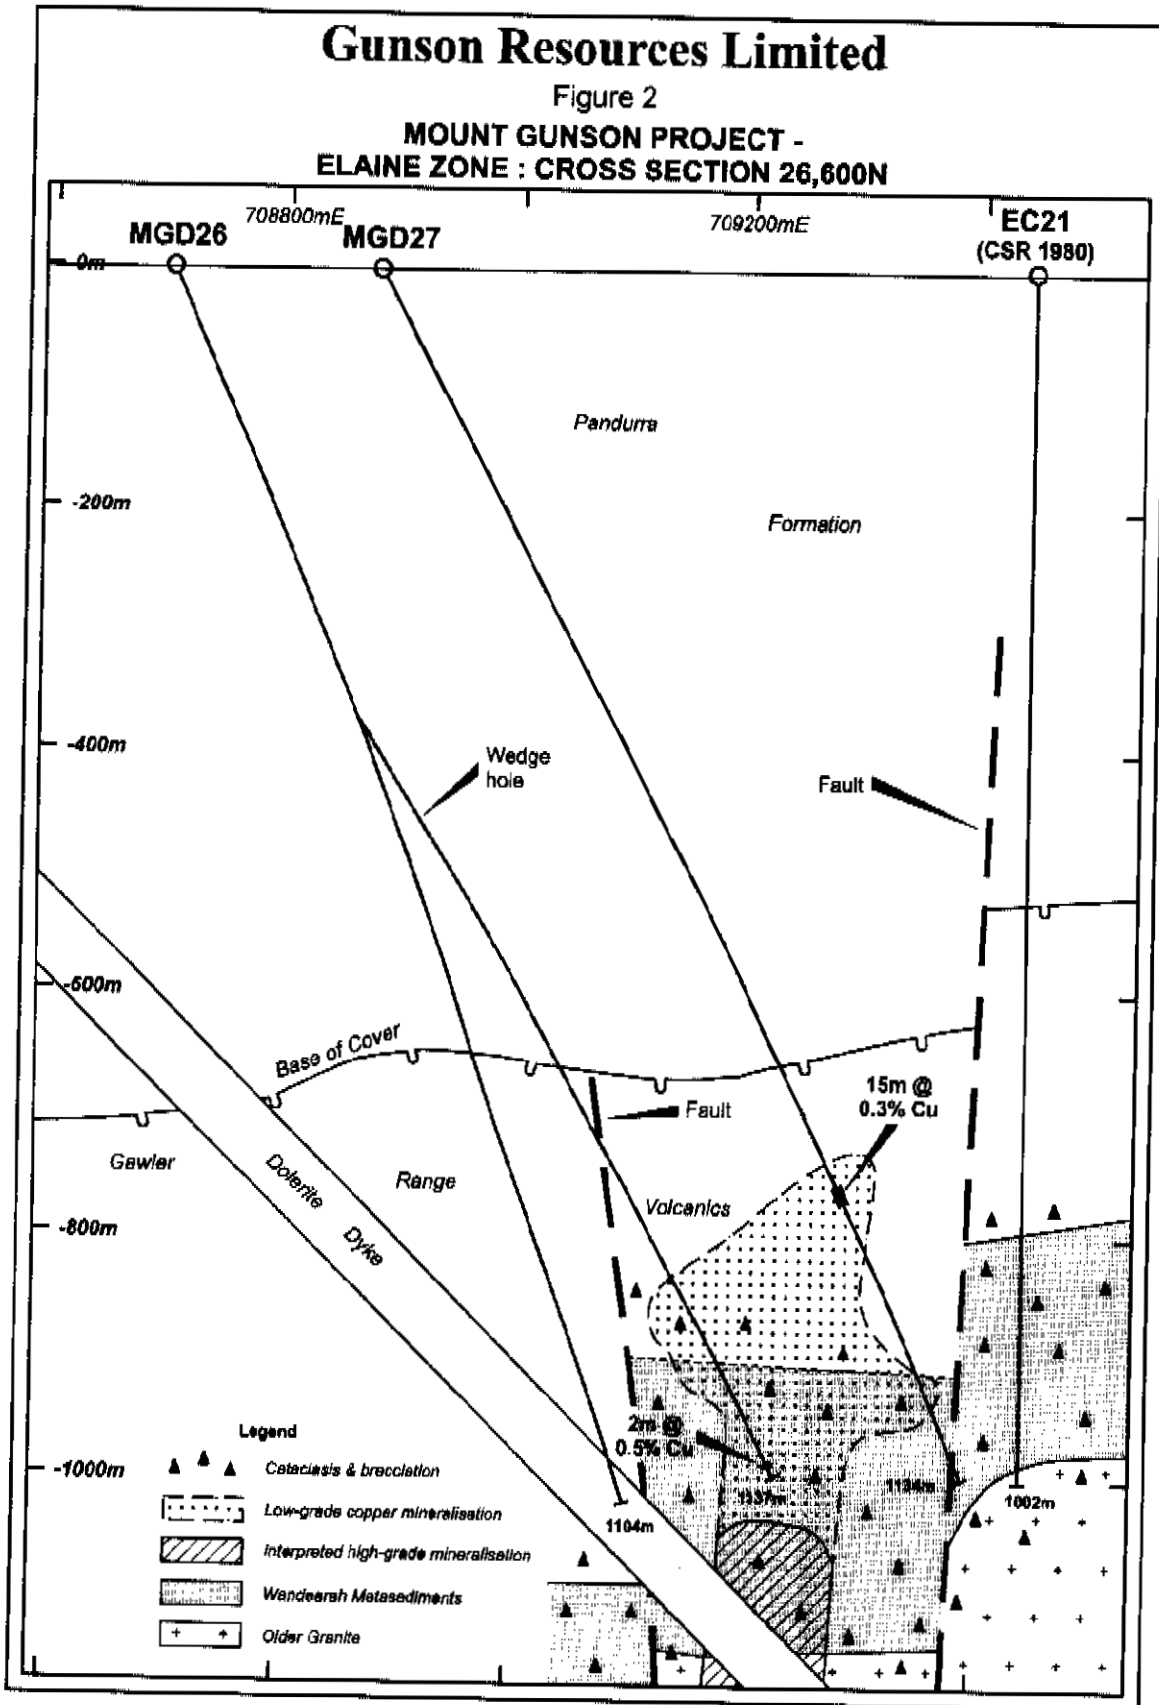 Gunson Resources Limited
Figure 2
MOUNT GUNSON PROJECT -
ELAINE ZONE : CROSS SECTION 26,600N
708800mE
709200mE
MGD26
MGD27
EC21
(CSR 1980)
0m
Pandurra
-200m
Formation
-400m
Wedge
hole
Fault
-600m
Base of Cover
15m @
0.3% Cu
Fault
Gawler
Range
Volcanics
Dolerite Dyke
-800m
2m @
0.5% Cu
-1000m
1137m
1134m
1002m
1104m
Legend
Cataclasis & brecciation
Low-grade copper mineralisation
Interpreted high-grade mineralisation
Wandearah Metasediments
Older Granite